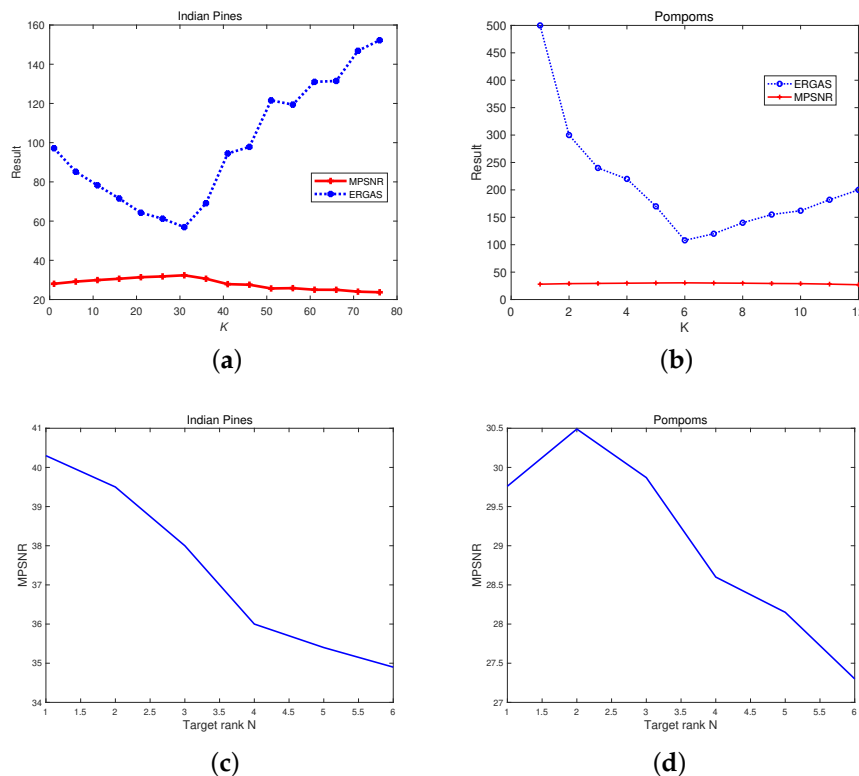 Indian Pines
160
140
120
100
80
60
40
20
Result
MPSNR
ERGAS
0 10 20 30 40 50 60 70 80
K
(a)
Pompoms
500
450
400
350
300
250
200
150
100
50
0
Result
ERGAS
MPSNR
0 2 4 6 8 10 12
K
(b)
Indian Pines
41
40
39
38
37
36
35
34
MPSNR
1 1.5 2 2.5 3 3.5 4 4.5 5 5.5 6
Target rank N
(c)
Pompoms
30.5
30
29.5
29
28.5
28
27.5
27
MPSNR
1 1.5 2 2.5 3 3.5 4 4.5 5 5.5 6
Target rank N
(d)